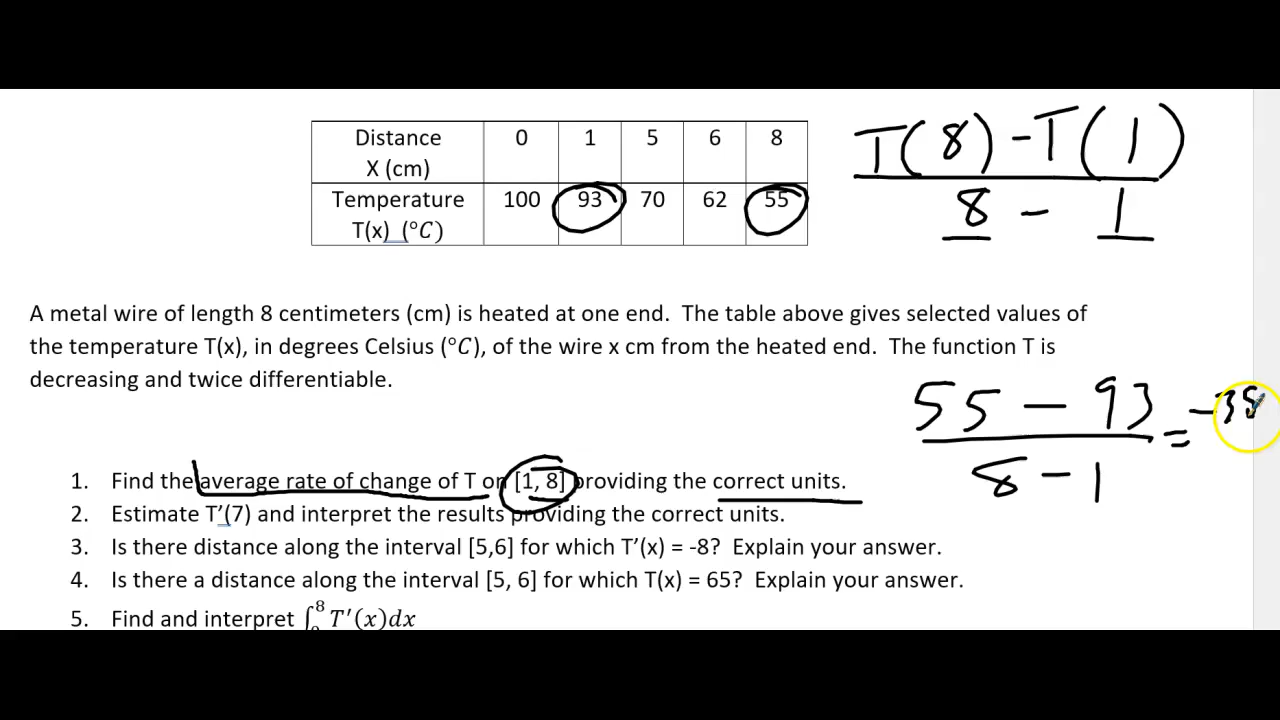 Distance X (cm) 0 1 5 6 8
Temperature T(x) (°C) 100 93 70 62 55
T(8) - T(1)
8 - 1
A metal wire of length 8 centimeters (cm) is heated at one end. The table above gives selected values of
the temperature T(x), in degrees Celsius (°C), of the wire x cm from the heated end. The function T is
decreasing and twice differentiable.
55 - 93 = -38
8 - 1
1. Find the average rate of change of T on [1, 8] providing the correct units.
2. Estimate T’(7) and interpret the results providing the correct units.
3. Is there distance along the interval [5,6] for which T’(x) = -8? Explain your answer.
4. Is there a distance along the interval [5, 6] for which T(x) = 65? Explain your answer.
5. Find and interpret ∫₀⁸ T′(x)dx